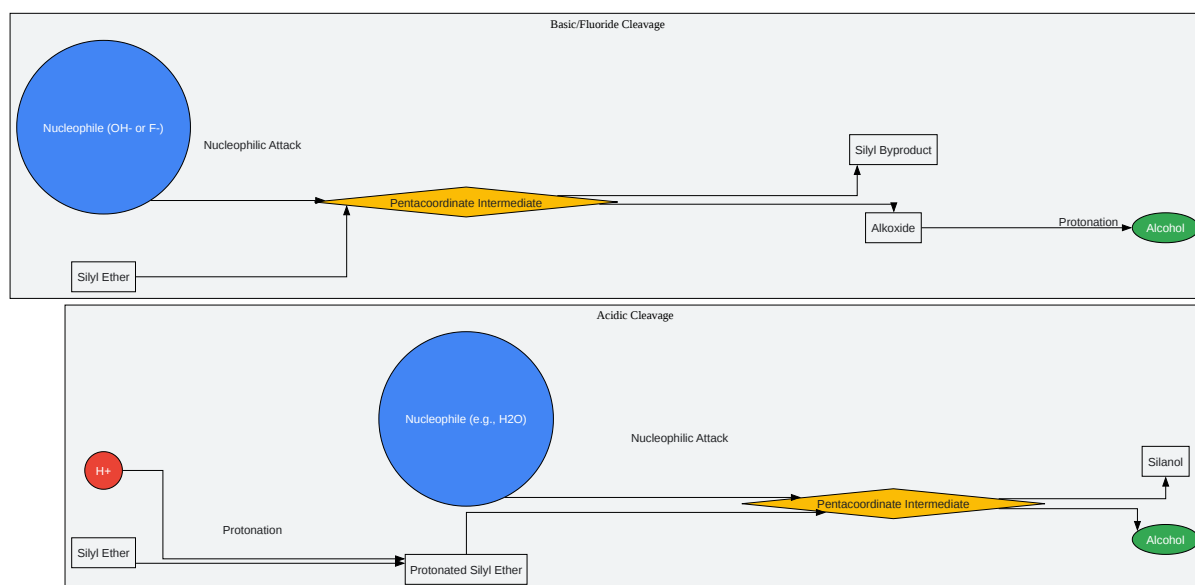 Basic/Fluoride Cleavage
Nucleophile (OH- or F-)
Nucleophilic Attack
Silyl Byproduct
Pentacoordinate Intermediate
Alkoxide
Protonation
Alcohol
Silyl Ether
Acidic Cleavage
Nucleophile (e.g., H2O)
Nucleophilic Attack
Silanol
H+
Pentacoordinate Intermediate
Protonation
Alcohol
Silyl Ether
Protonated Silyl Ether